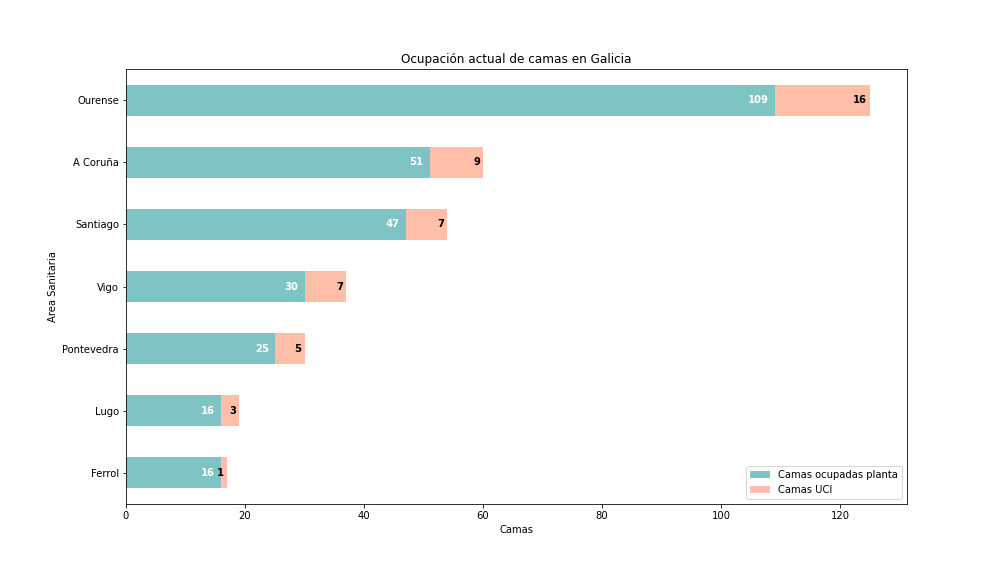 Ocupación actual de camas en Galicia
Ourense 109 16
A Coruña 51 9
Santiago 47 7
Vigo 30 7
Pontevedra 25 5
Lugo 16 3
Ferrol 16 1
Area Sanitaria
Camas ocupadas planta
Camas UCI
0 20 40 60 80 100 120
Camas